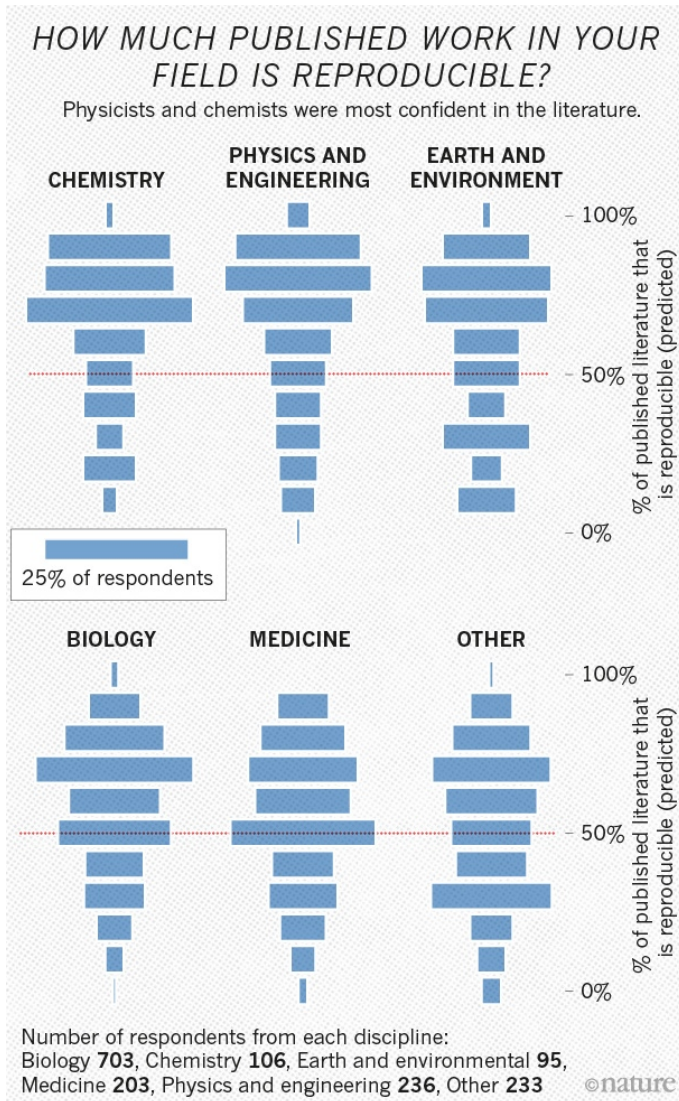 HOW MUCH PUBLISHED WORK IN YOUR
FIELD IS REPRODUCIBLE?
Physicists and chemists were most confident in the literature.
CHEMISTRY
PHYSICS AND
ENGINEERING
EARTH AND
ENVIRONMENT
100%
50%
0%
% of published literature that
is reproducible (predicted)
25% of respondents
BIOLOGY
MEDICINE
OTHER
100%
50%
0%
% of published literature that
is reproducible (predicted)
Number of respondents from each discipline:
Biology 703, Chemistry 106, Earth and environmental 95,
Medicine 203, Physics and engineering 236, Other 233
©nature